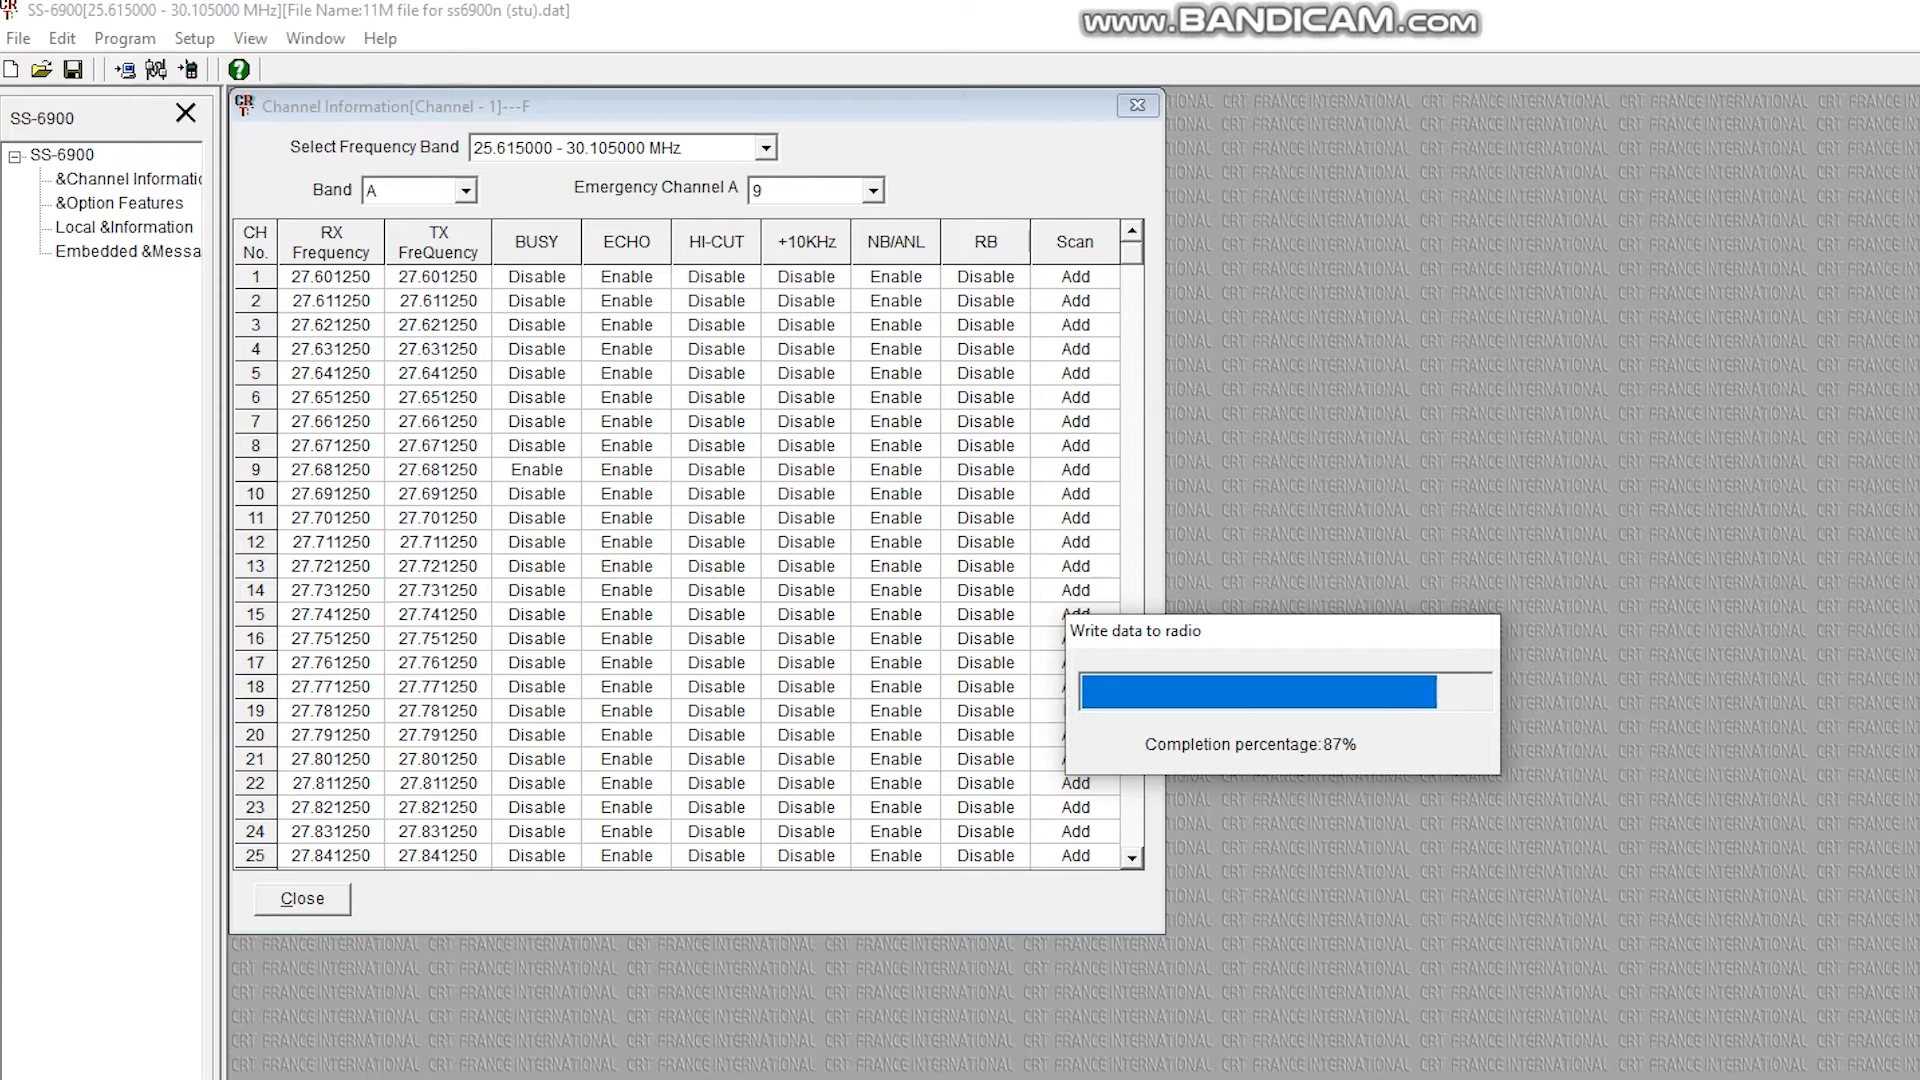 SS-6900[25.615000 - 30.105000 MHz][File Name:11M file for ss6900n (stu).dat]
www.BANDICAM.com
File Edit Program Setup View Window Help
SS-6900
SS-6900
&Channel Informatic
&Option Features
Local &Information
Embedded &Messa
CRT Channel Information[Channel - 1]---F
Select Frequency Band 25.615000 - 30.105000 MHz
Band A Emergency Channel A 9
CH No. RX Frequency TX FreQuency BUSY ECHO HI-CUT +10KHz NB/ANL RB Scan
1 27.601250 27.601250 Disable Enable Disable Disable Enable Disable Add
2 27.611250 27.611250 Disable Enable Disable Disable Enable Disable Add
3 27.621250 27.621250 Disable Enable Disable Disable Enable Disable Add
4 27.631250 27.631250 Disable Enable Disable Disable Enable Disable Add
5 27.641250 27.641250 Disable Enable Disable Disable Enable Disable Add
6 27.651250 27.651250 Disable Enable Disable Disable Enable Disable Add
7 27.661250 27.661250 Disable Enable Disable Disable Enable Disable Add
8 27.671250 27.671250 Disable Enable Disable Disable Enable Disable Add
9 27.681250 27.681250 Enable Enable Disable Disable Enable Disable Add
10 27.691250 27.691250 Disable Enable Disable Disable Enable Disable Add
11 27.701250 27.701250 Disable Enable Disable Disable Enable Disable Add
12 27.711250 27.711250 Disable Enable Disable Disable Enable Disable Add
13 27.721250 27.721250 Disable Enable Disable Disable Enable Disable Add
14 27.731250 27.731250 Disable Enable Disable Disable Enable Disable Add
15 27.741250 27.741250 Disable Enable Disable Disable Enable Disable Add
16 27.751250 27.751250 Disable Enable Disable Disable Enable Disable
17 27.761250 27.761250 Disable Enable Disable Disable Enable Disable
18 27.771250 27.771250 Disable Enable Disable Disable Enable Disable
19 27.781250 27.781250 Disable Enable Disable Disable Enable Disable
20 27.791250 27.791250 Disable Enable Disable Disable Enable Disable
21 27.801250 27.801250 Disable Enable Disable Disable Enable Disable
22 27.811250 27.811250 Disable Enable Disable Disable Enable Disable Add
23 27.821250 27.821250 Disable Enable Disable Disable Enable Disable Add
24 27.831250 27.831250 Disable Enable Disable Disable Enable Disable Add
25 27.841250 27.841250 Disable Enable Disable Disable Enable Disable Add
Close
Write data to radio
Completion percentage:87%
CRT FRANCE INTERNATIONAL